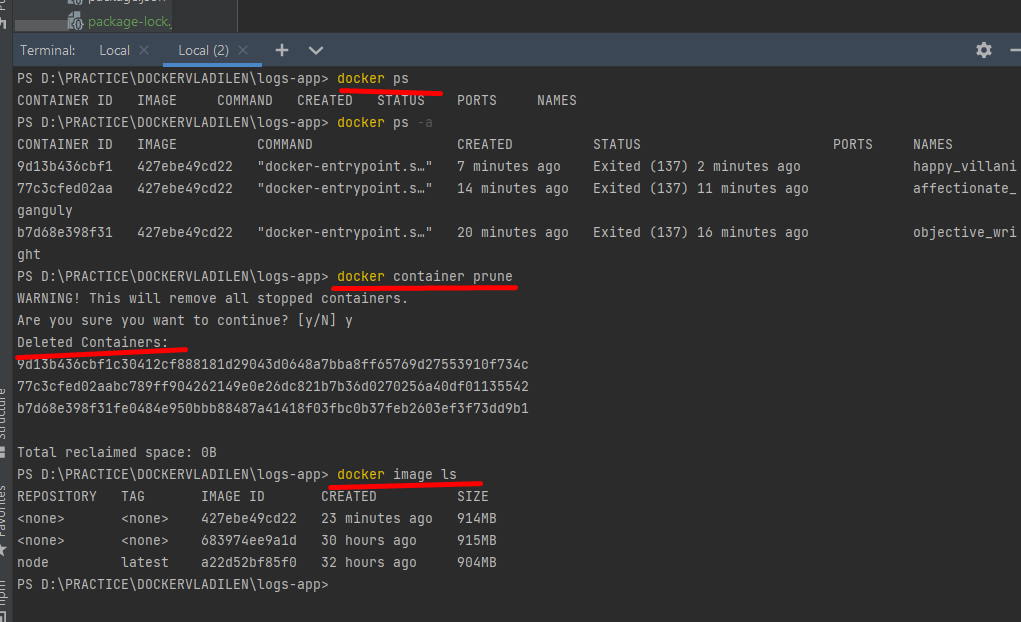 package.json
package-lock.
Terminal: Local Local (2)
PS D:\PRACTICE\DOCKERVLADILEN\logs-app> docker ps
CONTAINER ID IMAGE COMMAND CREATED STATUS PORTS NAMES
PS D:\PRACTICE\DOCKERVLADILEN\logs-app> docker ps -a
CONTAINER ID IMAGE COMMAND CREATED STATUS PORTS NAMES
9d13b436cbf1 427ebe49cd22 "docker-entrypoint.s…" 7 minutes ago Exited (137) 2 minutes ago happy_villani
77c3cfed02aa 427ebe49cd22 "docker-entrypoint.s…" 14 minutes ago Exited (137) 11 minutes ago affectionate_
ganguly
b7d68e398f31 427ebe49cd22 "docker-entrypoint.s…" 20 minutes ago Exited (137) 16 minutes ago objective_wri
ght
PS D:\PRACTICE\DOCKERVLADILEN\logs-app> docker container prune
WARNING! This will remove all stopped containers.
Are you sure you want to continue? [y/N] y
Deleted Containers:
9d13b436cbf1c30412cf888181d29043d0648a7bba8ff65769d27553910f734c
77c3cfed02aabc789ff904262149e0e26dc821b7b36d0270256a40df01135542
b7d68e398f31fe0484e950bbb88487a41418f03fbc0b37feb2603ef3f73dd9b1
Total reclaimed space: 0B
PS D:\PRACTICE\DOCKERVLADILEN\logs-app> docker image ls
REPOSITORY TAG IMAGE ID CREATED SIZE
<none> <none> 427ebe49cd22 23 minutes ago 914MB
<none> <none> 683974ee9a1d 30 hours ago 915MB
node latest a22d52bf85f0 32 hours ago 904MB
PS D:\PRACTICE\DOCKERVLADILEN\logs-app>
Structure
Favorites
npm